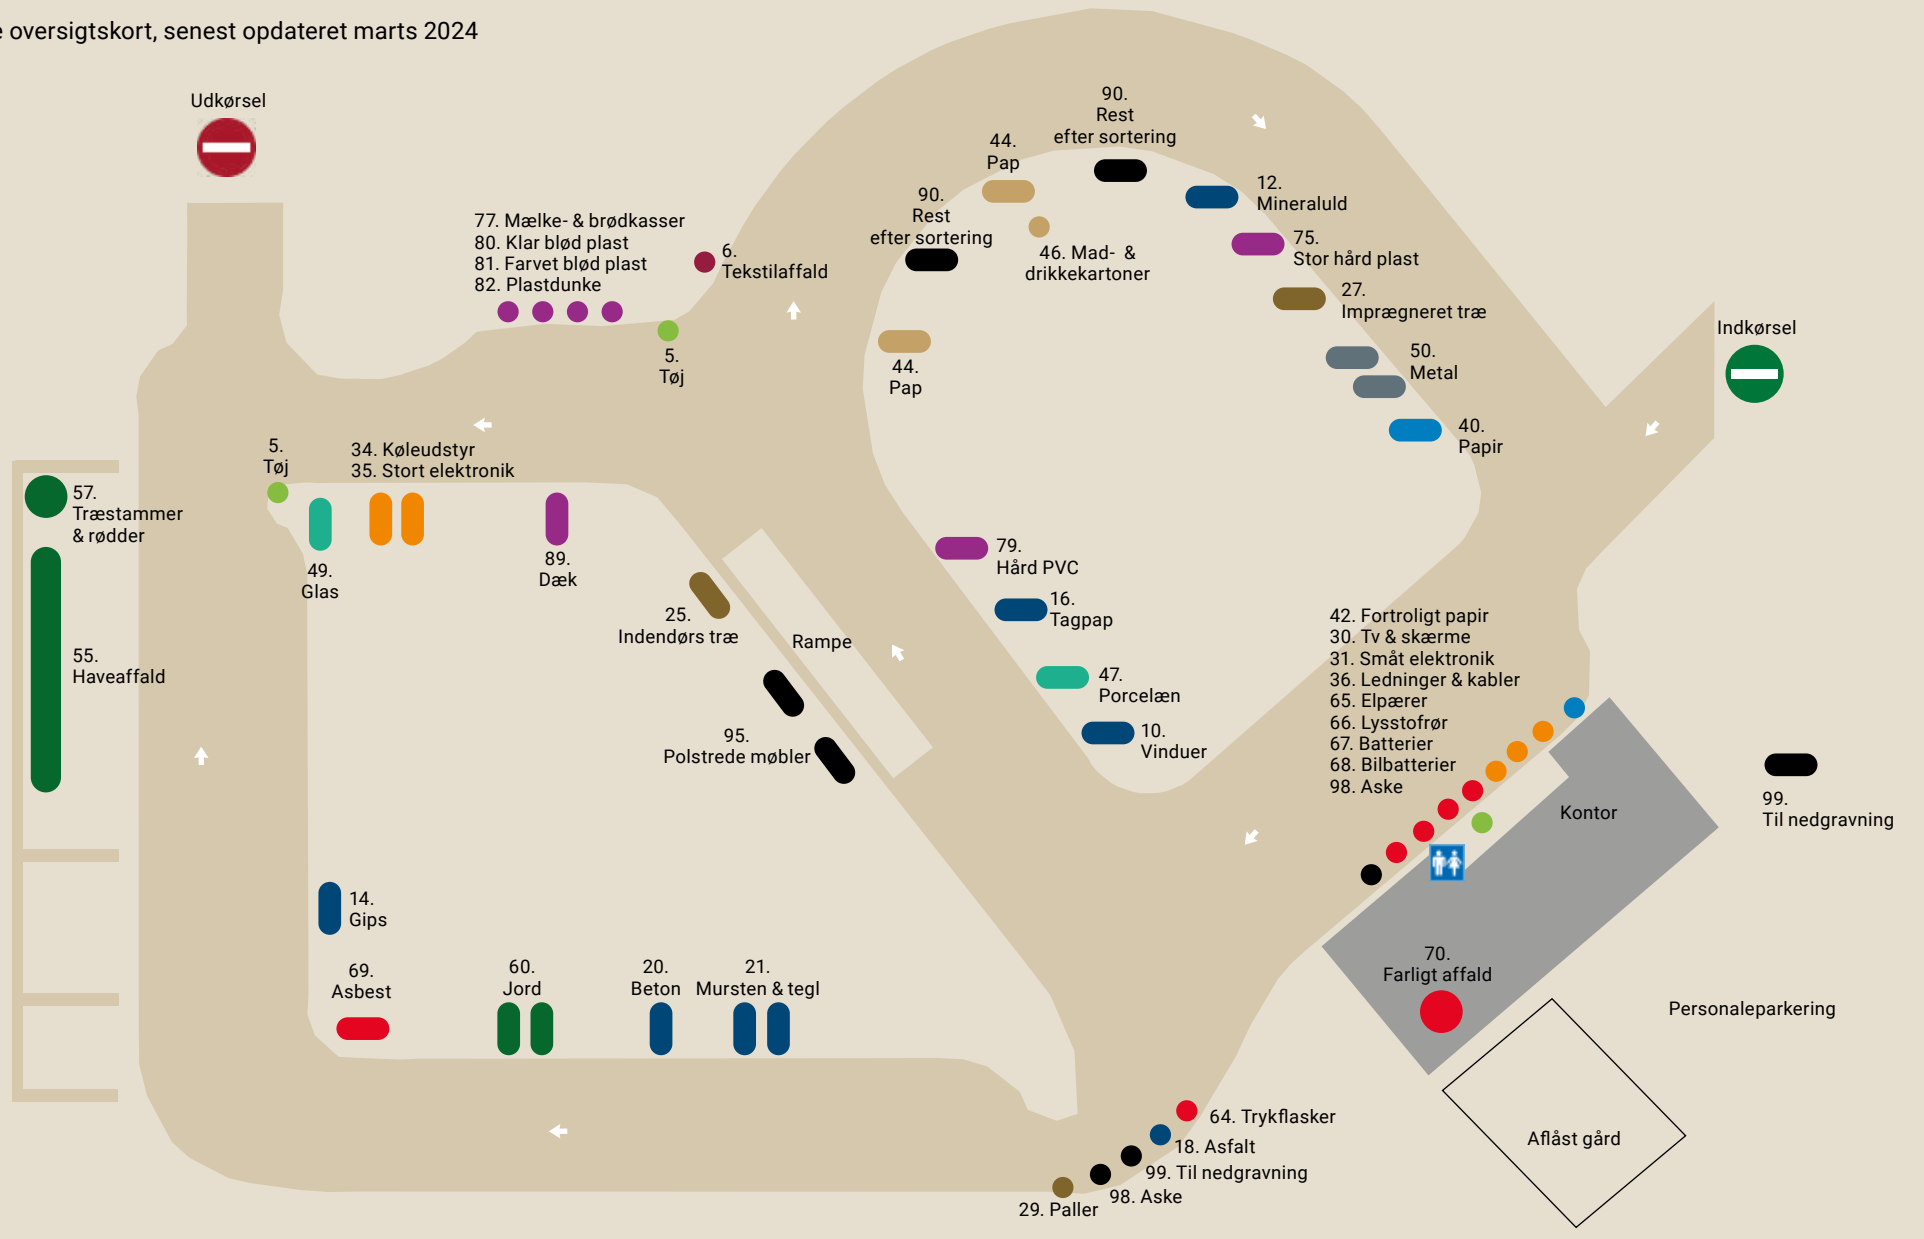 oversigtskort, senest opdateret marts 2024
Udkørsel
77. Mælke- & brødkasser
80. Klar blød plast
81. Farvet blød plast
82. Plastdunke
6.
Tekstilaffald
5.
Tøj
90.
Rest
efter sortering
44.
Pap
90.
Rest
efter sortering
46. Mad- &
drikkekartoner
44.
Pap
12.
Mineraluld
75.
Stor hård plast
27.
Imprægneret træ
50.
Metal
40.
Papir
Indkørsel
5.
Tøj
34. Køleudstyr
35. Stort elektronik
57.
Træstammer
& rødder
49.
Glas
89.
Dæk
55.
Haveaffald
25.
Indendørs træ
Rampe
95.
Polstrede møbler
79.
Hård PVC
16.
Tagpap
47.
Porcelæn
10.
Vinduer
42. Fortroligt papir
30. Tv & skærme
31. Småt elektronik
36. Ledninger & kabler
65. Elpærer
66. Lysstofrør
67. Batterier
68. Bilbatterier
98. Aske
Kontor
99.
Til nedgravning
14.
Gips
69.
Asbest
60.
Jord
20.
Beton
21.
Mursten & tegl
70.
Farligt affald
Personaleparkering
Aflåst gård
64. Trykflasker
18. Asfalt
99. Til nedgravning
98. Aske
29. Paller